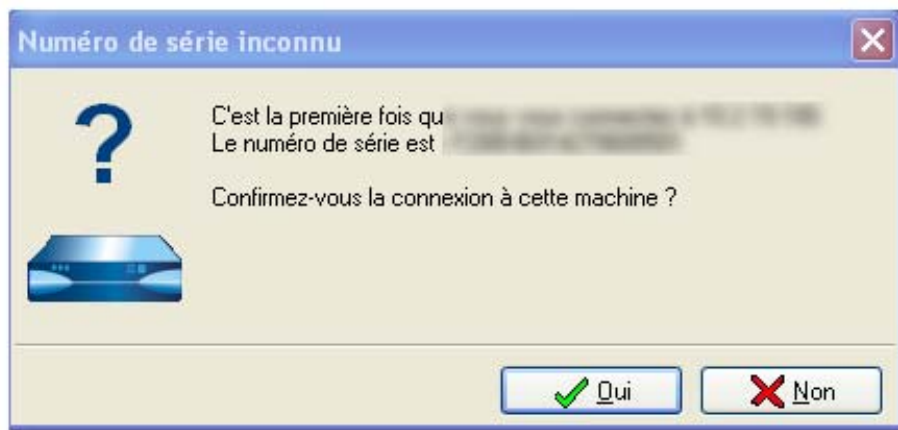 Numéro de série inconnu
C'est la première fois qu
Le numéro de série est
Confirmez-vous la connexion à cette machine ?
Oui
Non